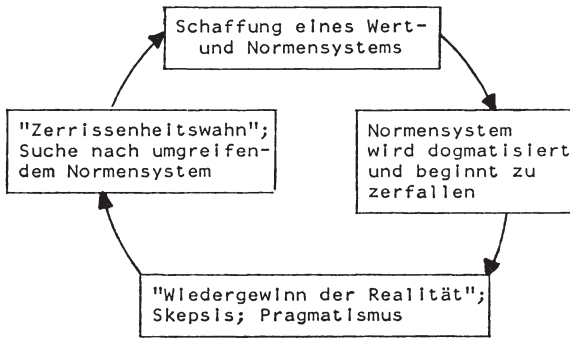 Schaffung eines Wert-
und Normensystems
"Zerrissenheitswahn";
Suche nach umgreifen-
dem Normensystem
Normensystem
wird dogmatisiert
und beginnt zu
zerfallen
"Wiedergewinn der Realität";
Skepsis; Pragmatismus